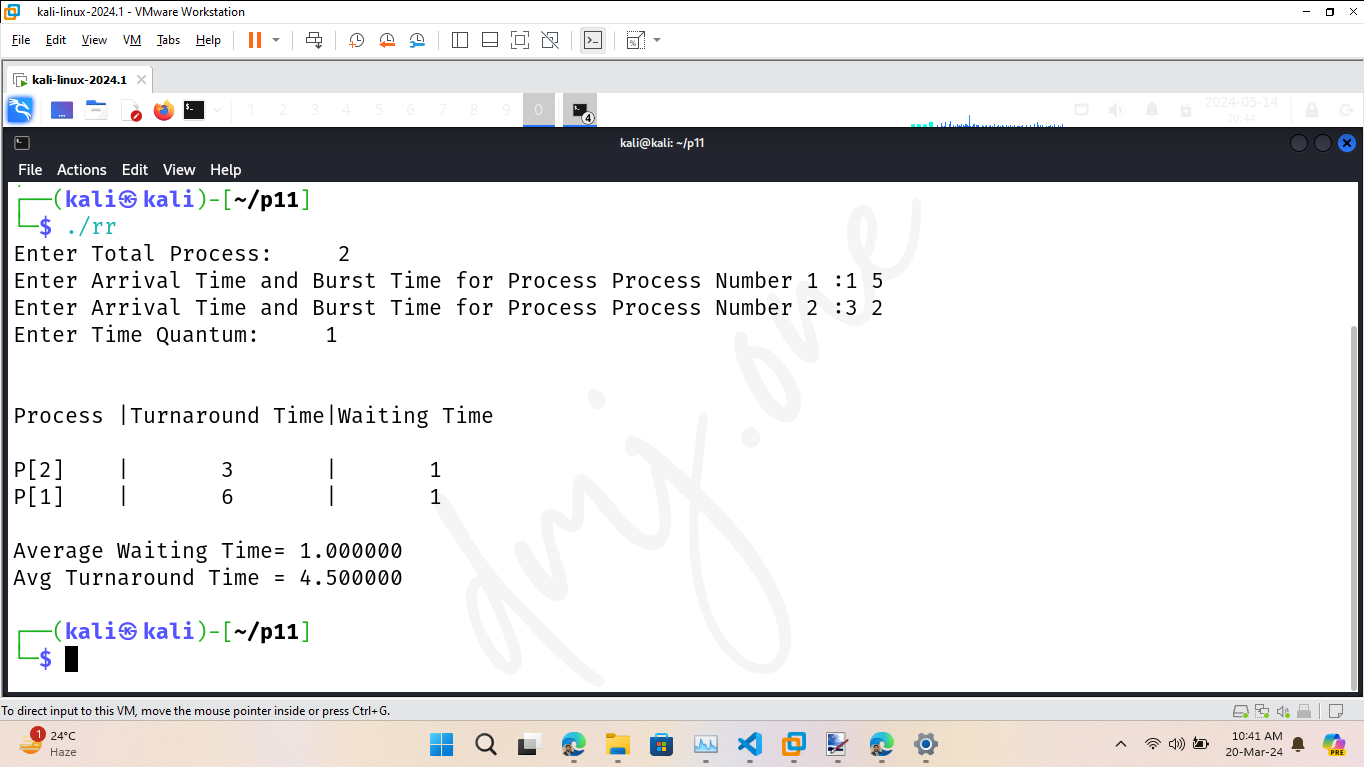 kali-linux-2024.1 - VMware Workstation
File Edit View VM Tabs Help
kali-linux-2024.1
1 2 3 4 5 6 7 8 9 0 4 2024-05-14
20:44
kali@kali: ~/p11
File Actions Edit View Help
┌──(kali㉿kali)-[~/p11]
└─$ ./rr
Enter Total Process: 2
Enter Arrival Time and Burst Time for Process Process Number 1 :1 5
Enter Arrival Time and Burst Time for Process Process Number 2 :3 2
Enter Time Quantum: 1
Process |Turnaround Time|Waiting Time
P[2] | 3 | 1
P[1] | 6 | 1
Average Waiting Time= 1.000000
Avg Turnaround Time = 4.500000
┌──(kali㉿kali)-[~/p11]
└─$
dmj.one
To direct input to this VM, move the mouse pointer inside or press Ctrl+G.
1 24°C
Haze
10:41 AM
20-Mar-24
PRE